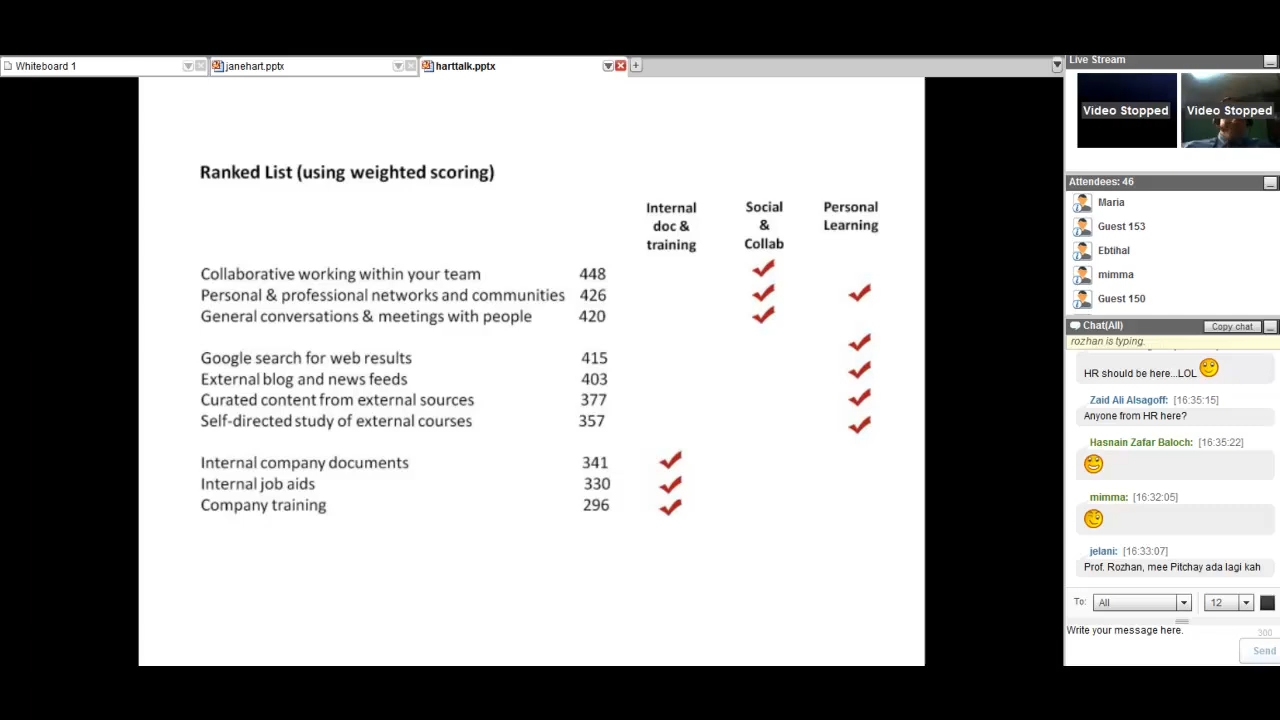 Whiteboard 1
janehart.pptx
harttalk.pptx
Ranked List (using weighted scoring)
Internal
doc &
training
Social
&
Collab
Personal
Learning
Collaborative working within your team 448
Personal & professional networks and communities 426
General conversations & meetings with people 420
Google search for web results 415
External blog and news feeds 403
Curated content from external sources 377
Self-directed study of external courses 357
Internal company documents 341
Internal job aids 330
Company training 296
Live Stream
Video Stopped
Video Stopped
Attendees: 46
Maria
Guest 153
Ebtihal
mimma
Guest 150
Chat(All)
Copy chat
rozhan is typing.
HR should be here...LOL
Zaid Ali Alsagoff: [16:35:15]
Anyone from HR here?
Hasnain Zafar Baloch: [16:35:22]
mimma: [16:32:05]
jelani: [16:33:07]
Prof. Rozhan, mee Pitchay ada lagi kah
To: All 12
Write your message here.
300
Send